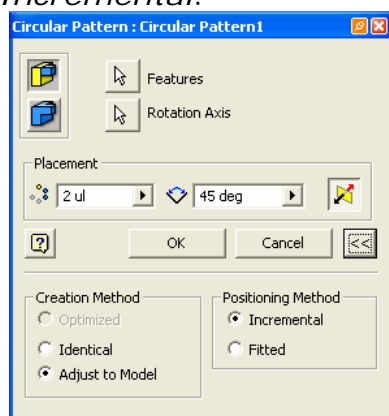 Incremental.
Circular Pattern : Circular Pattern1
Features
Rotation Axis
Placement
2 ul
45 deg
?
OK
Cancel
<<
Creation Method
Positioning Method
Optimized
Incremental
Identical
Fitted
Adjust to Model